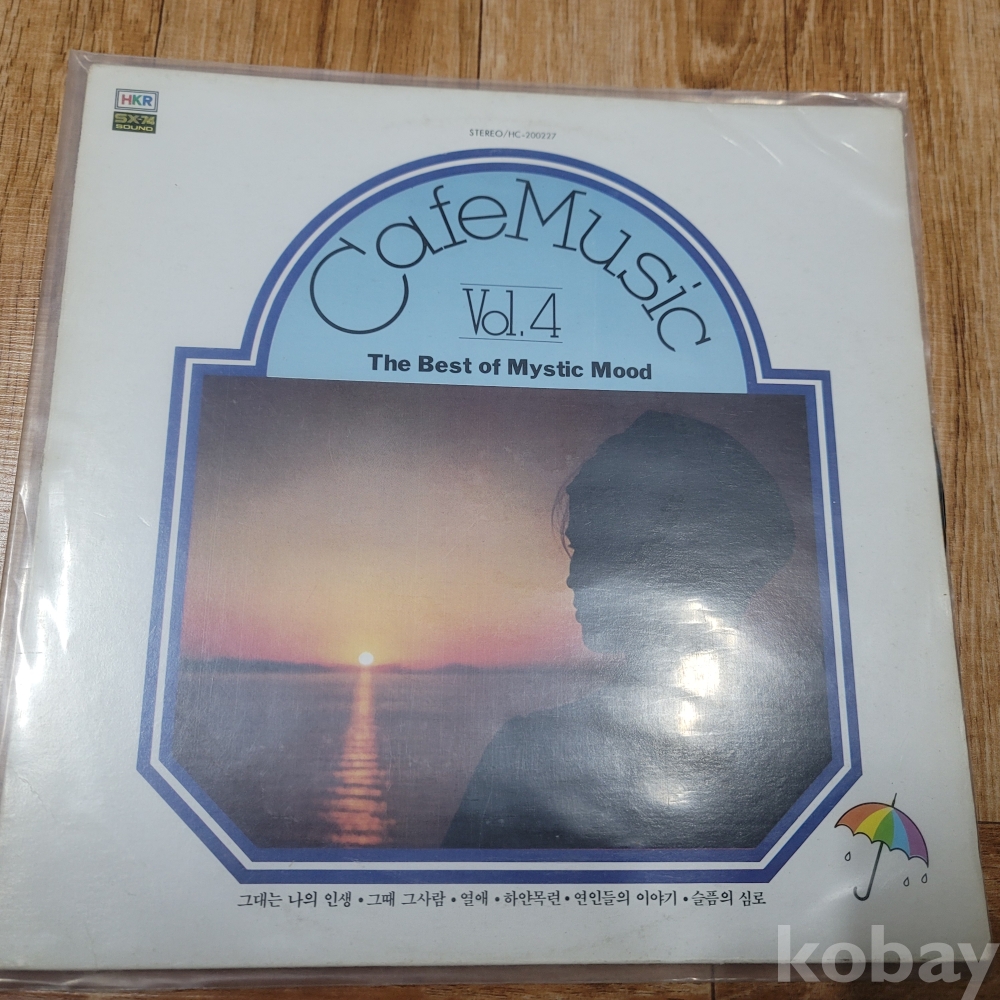 HKR
SX-74
SOUND
STEREO/HC-200227
CafeMusic
Vol.4
The Best of Mystic Mood
그대는 나의 인생•그때 그사람•열애•하얀목련•연인들의 이야기•슬픔의 심로
kobay